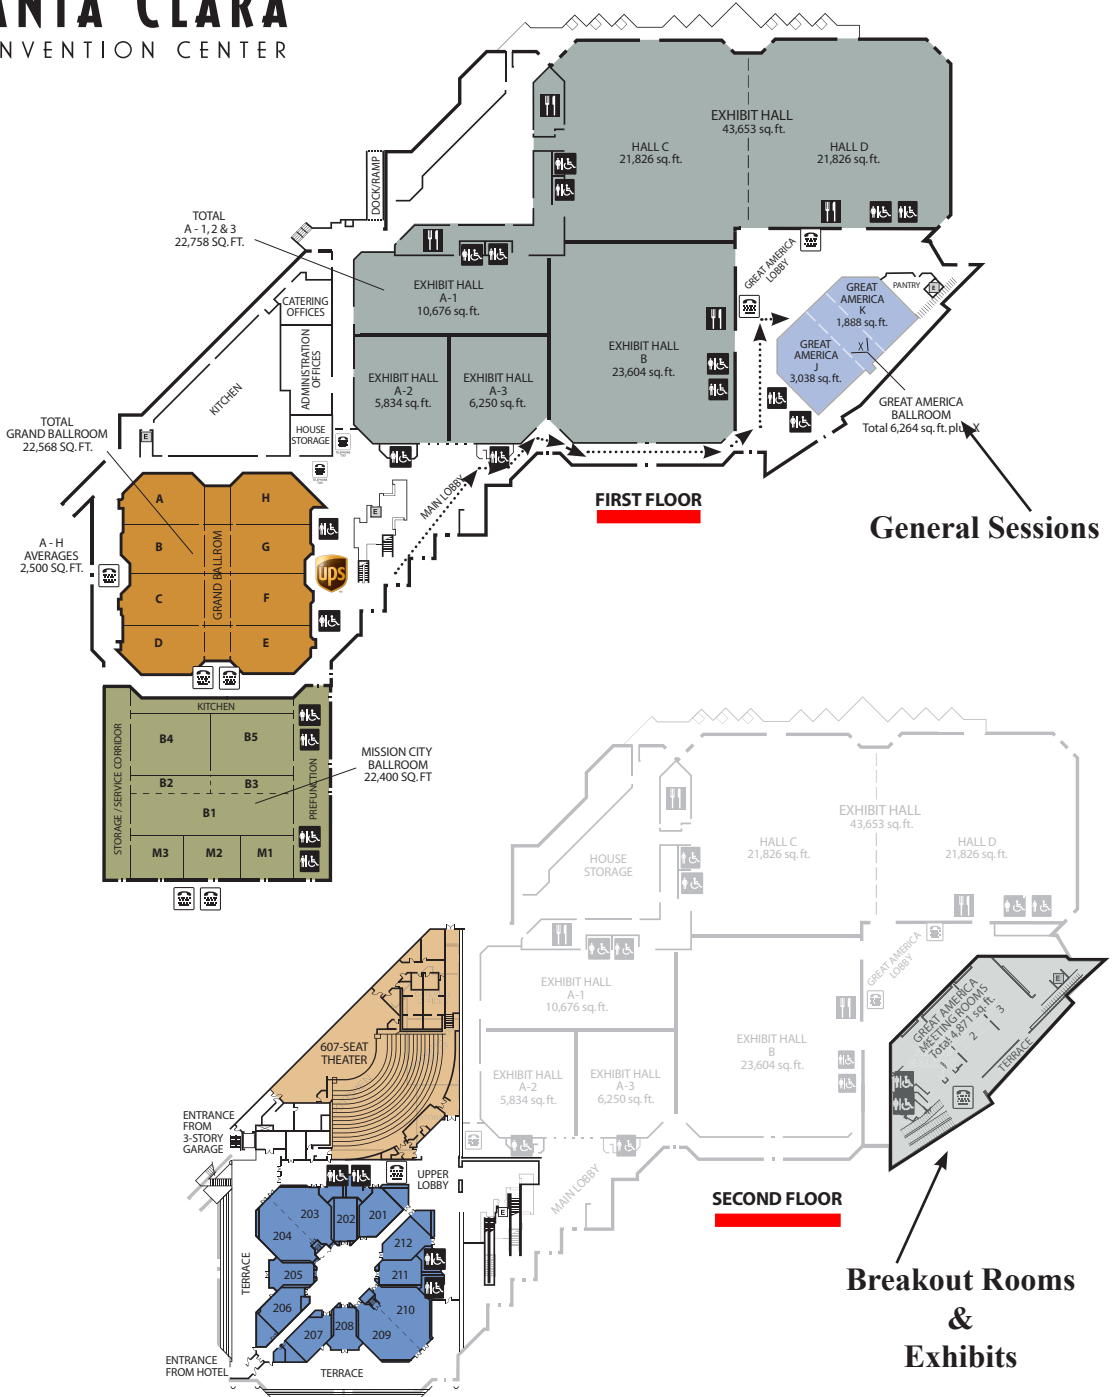 ANTA CLARA
NVENTION CENTER
EXHIBIT HALL
43,653 sq. ft.
HALL C
21,826 sq. ft.
HALL D
21,826 sq. ft.
DOCK/RAMP
TOTAL
A - 1, 2 & 3
22,758 SQ. FT.
GREAT AMERICA
LOBBY
EXHIBIT HALL
A-1
10,676 sq. ft.
PANTRY
E
GREAT
AMERICA
K
1,888 sq. ft.
CATERING
OFFICES
ADMINISTRATION
OFFICES
KITCHEN
EXHIBIT HALL
B
23,604 sq. ft.
GREAT
AMERICA
J
3,038 sq. ft.
X
EXHIBIT HALL
A-2
5,834 sq. ft.
EXHIBIT HALL
A-3
6,250 sq. ft.
GREAT AMERICA
BALLROOM
Total 6,264 sq. ft. plus X
TOTAL
GRAND BALLROOM
22,568 SQ. FT.
E
HOUSE
STORAGE
MAIN LOBBY
FIRST FLOOR
General Sessions
A
H
E
B
G
GRAND BALLROM
A - H
AVERAGES
2,500 SQ. FT.
ups
C
F
D
E
KITCHEN
STORAGE / SERVICE CORRIDOR
B4
B5
PREFUNCTION
MISSION CITY
BALLROOM
22,400 SQ. FT
B2
B3
B1
M3
M2
M1
EXHIBIT HALL
43,653 sq. ft.
HALL C
21,826 sq. ft.
HALL D
21,826 sq. ft.
HOUSE
STORAGE
GREAT AMERICA
LOBBY
EXHIBIT HALL
A-1
10,676 sq. ft.
GREAT AMERICA
MEETING ROOMS
Total: 4,871 sq. ft.
1
2
3
E
TERRACE
EXHIBIT HALL
B
23,604 sq. ft.
EXHIBIT HALL
A-2
5,834 sq. ft.
EXHIBIT HALL
A-3
6,250 sq. ft.
607-SEAT
THEATER
ENTRANCE
FROM
3-STORY
GARAGE
UPPER
LOBBY
MAIN LOBBY
SECOND FLOOR
E
203
202
201
204
212
TERRACE
205
211
206
210
207
208
209
ENTRANCE
FROM HOTEL
TERRACE
Breakout Rooms
&
Exhibits